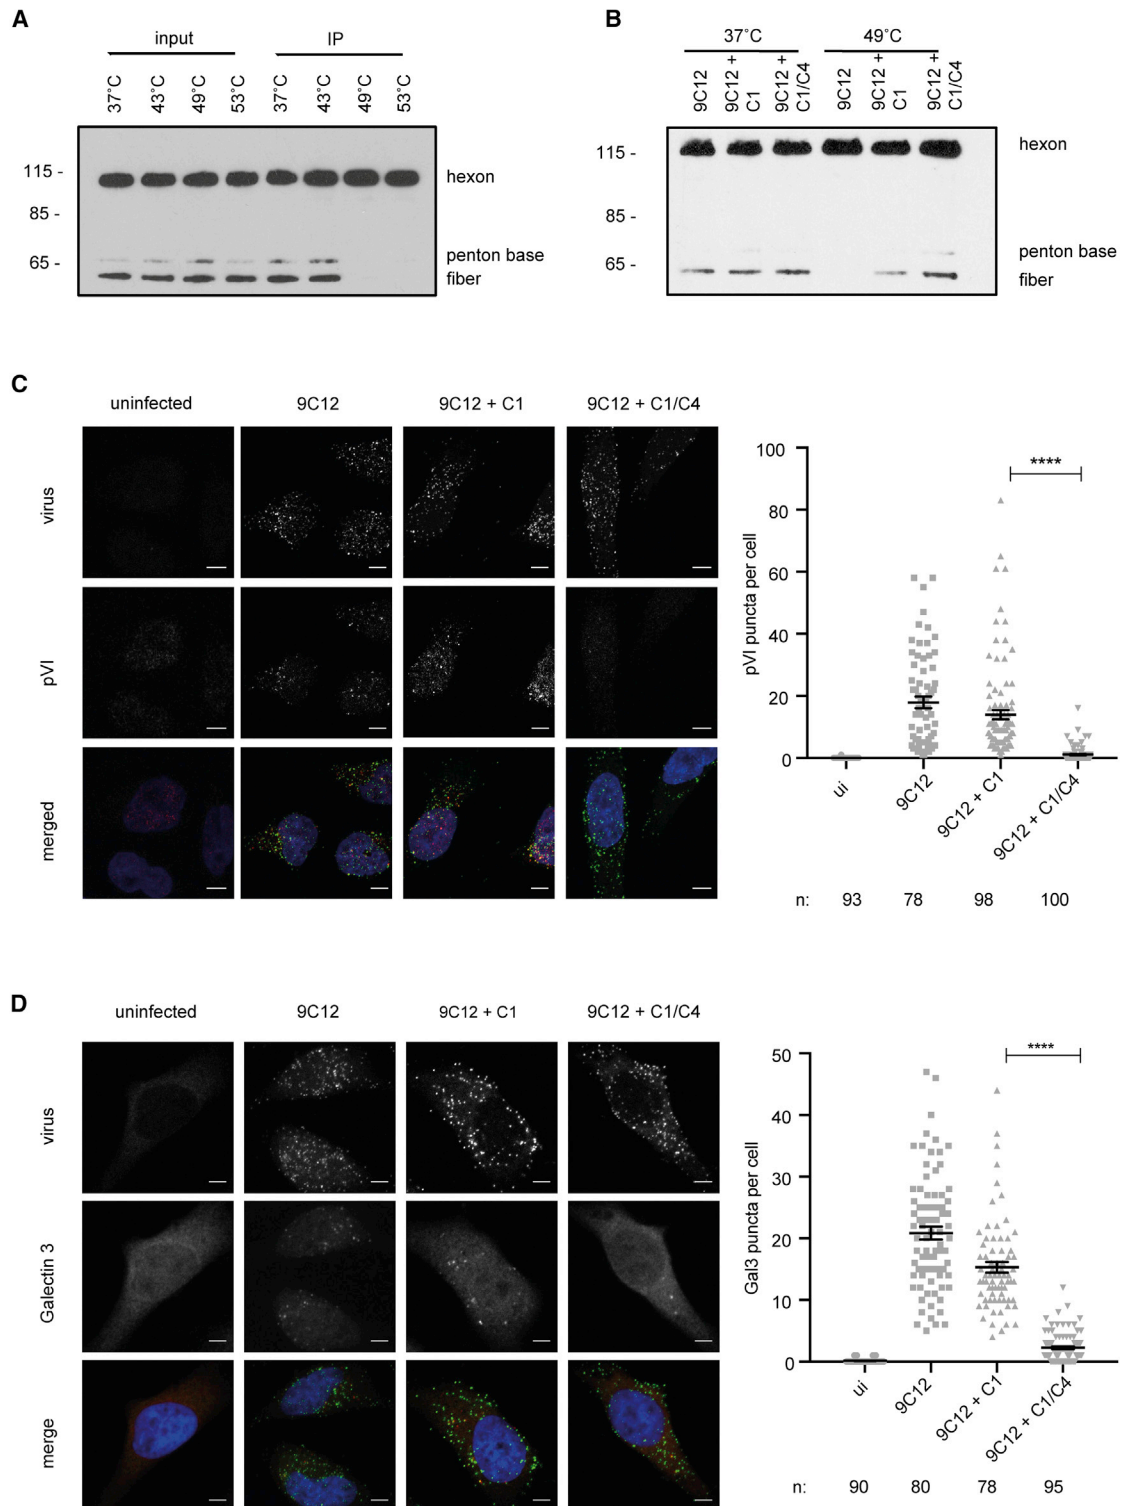 A
input IP
37˚C 43˚C 49˚C 53˚C 37˚C 43˚C 49˚C 53˚C
115 -
85 -
65 -
hexon
penton base
fiber
B
37˚C 49˚C
9C12
9C12 + C1
9C12 + C1/C4
9C12
9C12 + C1
9C12 + C1/C4
115 -
85 -
65 -
hexon
penton base
fiber
C
uninfected 9C12 9C12 + C1 9C12 + C1/C4
virus
pVI
merged
pVI puncta per cell
100
80
60
40
20
0
****
ui 9C12 9C12 + C1 9C12 + C1/C4
n: 93 78 98 100
D
uninfected 9C12 9C12 + C1 9C12 + C1/C4
virus
Galectin 3
merge
Gal3 puncta per cell
50
40
30
20
10
0
****
ui 9C12 9C12 + C1 9C12 + C1/C4
n: 90 80 78 95